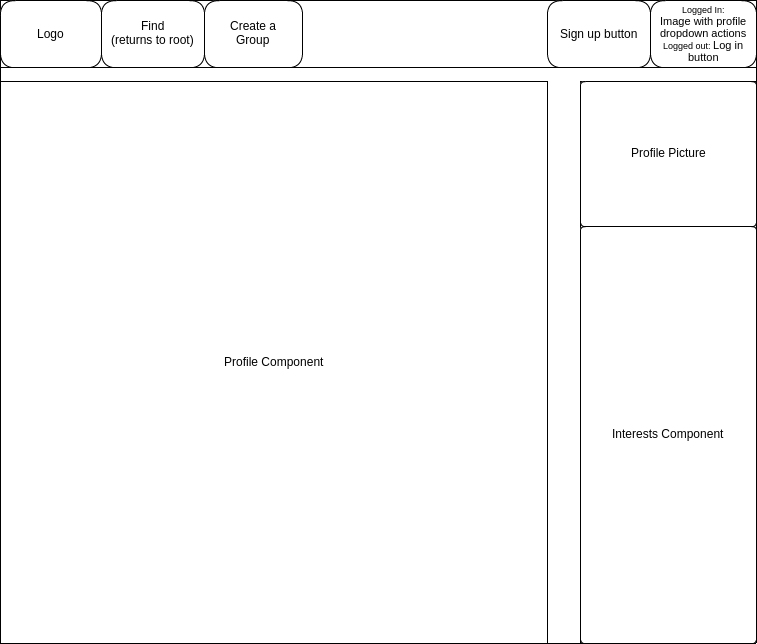 Logo
Find
(returns to root)
Create a
Group
Sign up button
Logged In:
Image with profile
dropdown actions
Logged out: Log in
button
Profile Picture
Profile Component
Interests Component